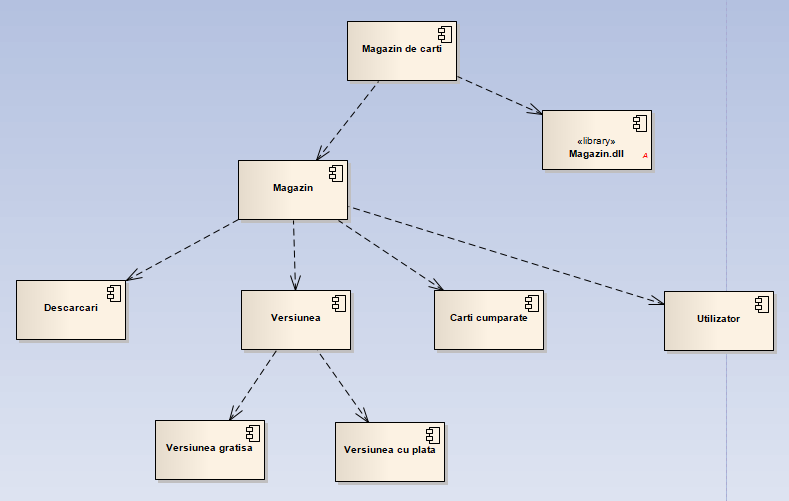 Magazin de carti
«library»
Magazin.dll
A
Magazin
Descarcari
Versiunea
Carti cumparate
Utilizator
Versiunea gratisa
Versiunea cu plata